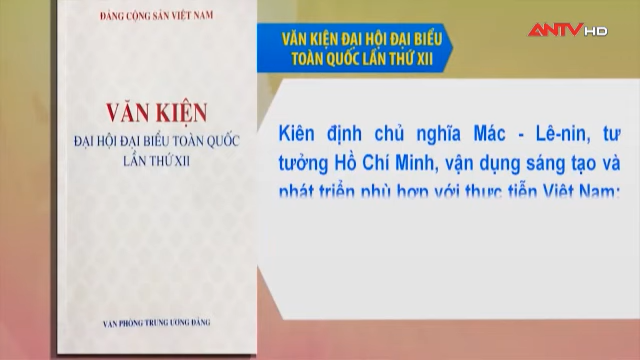 ĐẢNG CỘNG SẢN VIỆT NAM
VĂN KIỆN
ĐẠI HỘI ĐẠI BIỂU TOÀN QUỐC
LẦN THỨ XII
VĂN PHÒNG TRUNG ƯƠNG ĐẢNG
VĂN KIỆN ĐẠI HỘI ĐẠI BIỂU
TOÀN QUỐC LẦN THỨ XII
ANTV HD
Kiên định chủ nghĩa Mác - Lê-nin, tư
tưởng Hồ Chí Minh, vận dụng sáng tạo và
phát triển phù hợp với thực tiễn Việt Nam;